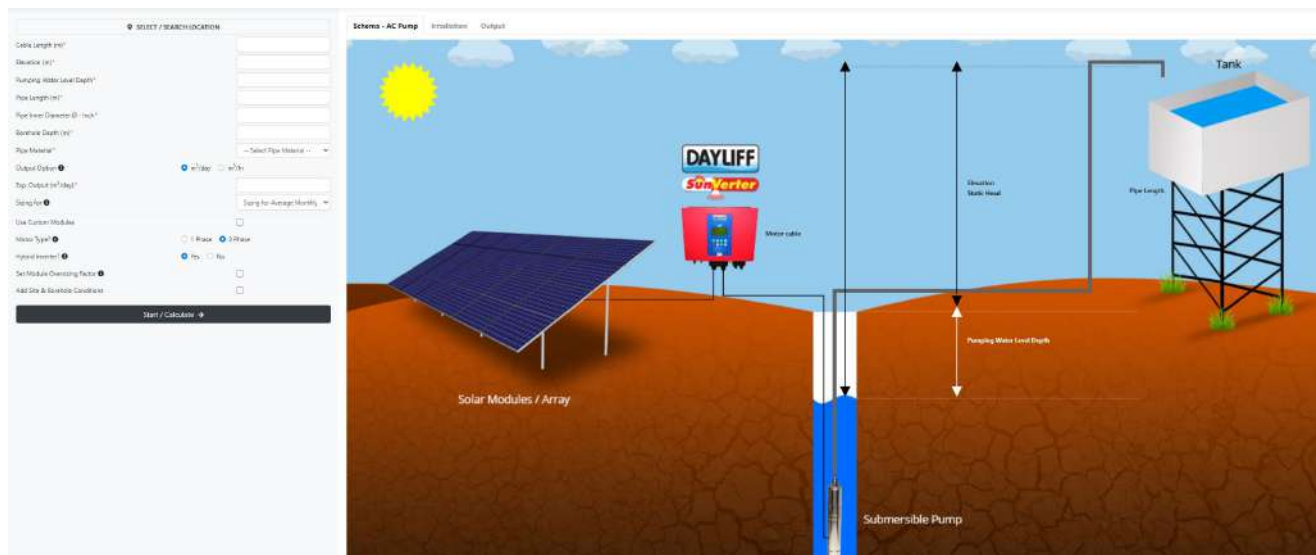 SELECT / SEARCH LOCATION
Cable Length (m)*
Elevation (m)*
Pumping Water Level Depth*
Pipe Length (m)*
Pipe Inner Diameter Ø - Inch*
Borehole Depth (m)*
Pipe Material* -- Select Pipe Material --
Output Option m³/day m³/hr
Exp. Output (m³/day)*
Sizing for Sizing for Average Monthly
Use Custom Modules
Motor Type? 1 Phase 3 Phase
Hybrid Inverter? Yes No
Set Module Oversizing Factor
Add Site & Borehole Conditions
Start / Calculate →
Schema - AC Pump Installation Output
Tank
DAYLIFF
SunVerter
Elevation
Static Head
Pipe Length
Motor cable
Pumping Water Level Depth
Solar Modules / Array
Submersible Pump